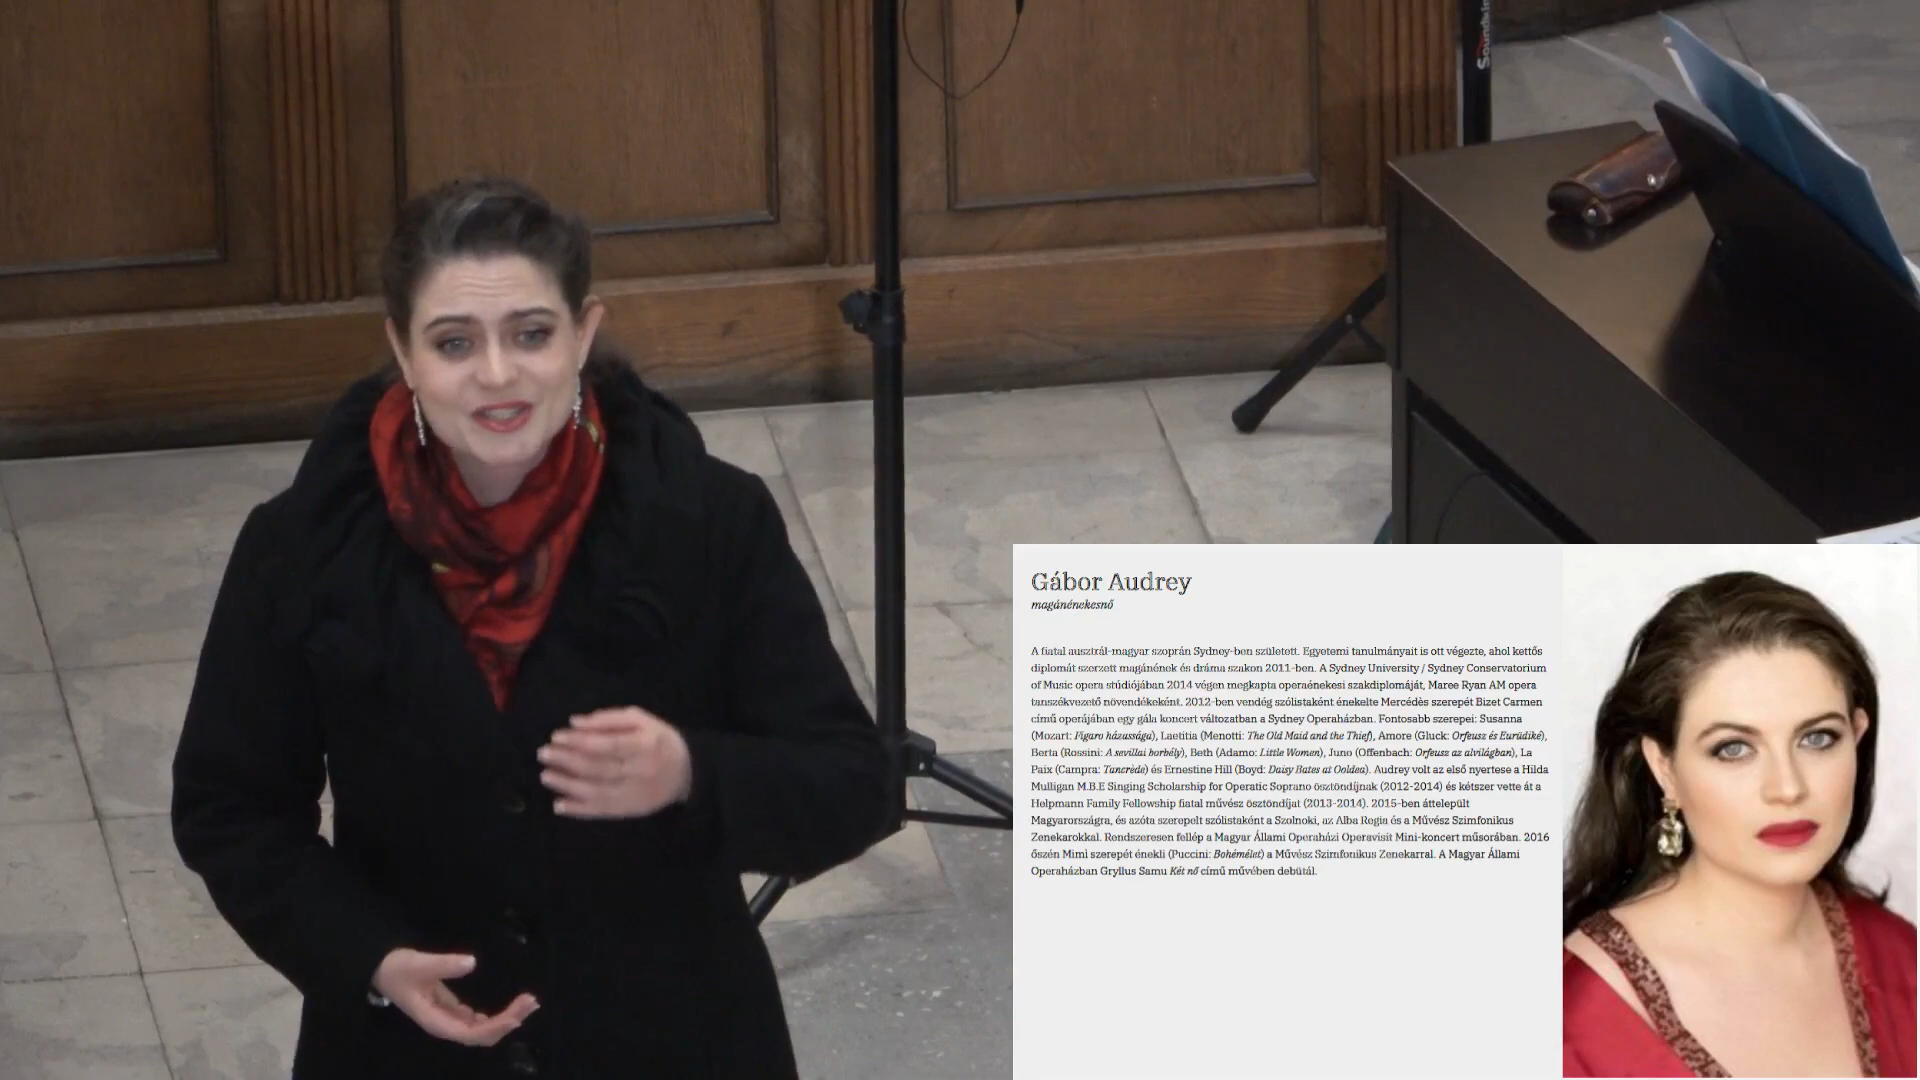 Soundkin
Gábor Audrey
magánénekesnő
A fiatal ausztrál-magyar szoprán Sydney-ben született. Egyetemi tanulmányait is ott végezte, ahol kettős
diplomát szerzett magánének és dráma szakon 2011-ben. A Sydney University / Sydney Conservatorium
of Music opera stúdiójában 2014 végen megkapta operaénekesi szakdiplomáját, Maree Ryan AM opera
tanszékvezető növendékeként. 2012-ben vendég szólistaként énekelte Mercédès szerepét Bizet Carmen
című operájában egy gála koncert változatban a Sydney Operaházban. Fontosabb szerepei: Susanna
(Mozart: Figaro házassága), Laetitia (Menotti: The Old Maid and the Thief), Amore (Gluck: Orfeusz és Eurüdiké),
Berta (Rossini: A sevillai borbély), Beth (Adamo: Little Women), Juno (Offenbach: Orfeusz az alvilágban), La
Paix (Campra: Tancrède) és Ernestine Hill (Boyd: Daisy Bates at Ooldea). Audrey volt az első nyertese a Hilda
Mulligan M.B.E Singing Scholarship for Operatic Soprano ösztöndíjnak (2012-2014) és kétszer vette át a
Helpmann Family Fellowship fiatal művész ösztöndíjat (2013-2014). 2015-ben áttelepült
Magyarországra, és azóta szerepelt szólistaként a Szolnoki, az Alba Regia és a Művész Szimfonikus
Zenekarokkal. Rendszeresen fellép a Magyar Állami Operaházi Operavisit Mini-koncert műsorában. 2016
őszén Mimì szerepét énekli (Puccini: Bohémélet) a Művész Szimfonikus Zenekarral. A Magyar Állami
Operaházban Gryllus Samu Két nő című művében debütál.